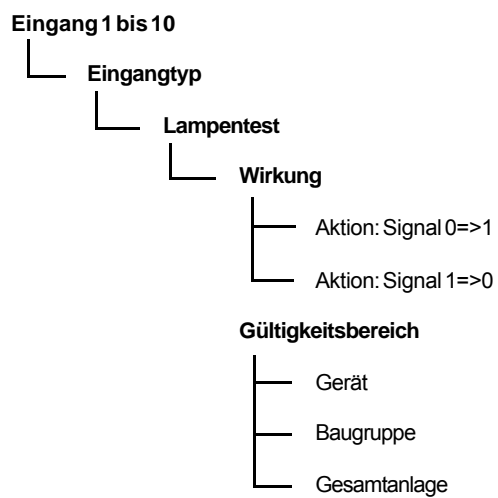 Eingang 1 bis 10
Eingangtyp
Lampentest
Wirkung
Aktion: Signal 0=>1
Aktion: Signal 1=>0
Gültigkeitsbereich
Gerät
Baugruppe
Gesamtanlage